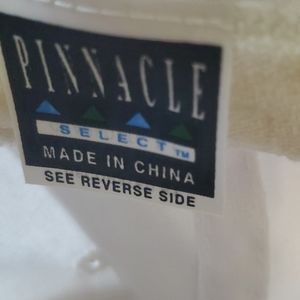 PINNACLE
SELECT™
MADE IN CHINA
SEE REVERSE SIDE